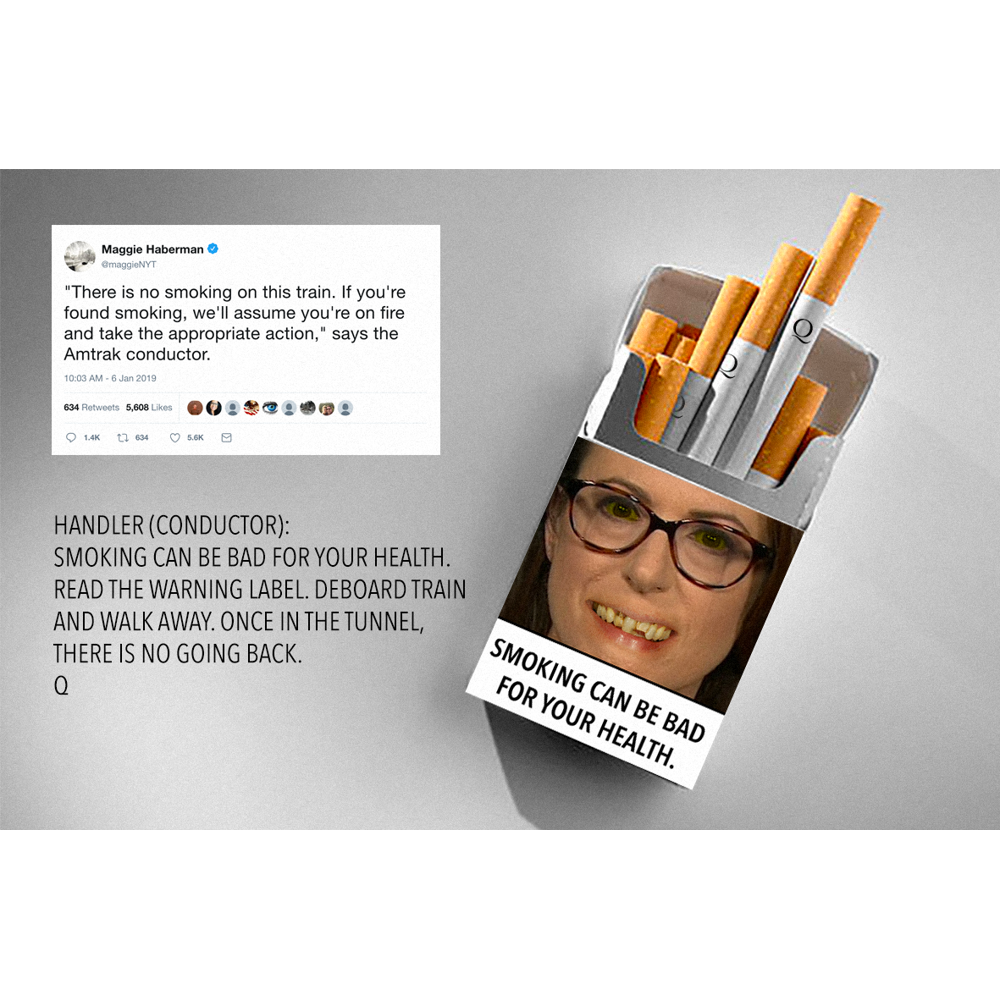 Maggie Haberman
@maggieNYT
"There is no smoking on this train. If you're
found smoking, we'll assume you're on fire
and take the appropriate action," says the
Amtrak conductor.
10:03 AM - 6 Jan 2019
634 Retweets 5,608 Likes
1.4K 634 5.6K
HANDLER (CONDUCTOR):
SMOKING CAN BE BAD FOR YOUR HEALTH.
READ THE WARNING LABEL. DEBOARD TRAIN
AND WALK AWAY. ONCE IN THE TUNNEL,
THERE IS NO GOING BACK.
Q
Q
Q
Q
SMOKING CAN BE BAD
FOR YOUR HEALTH.